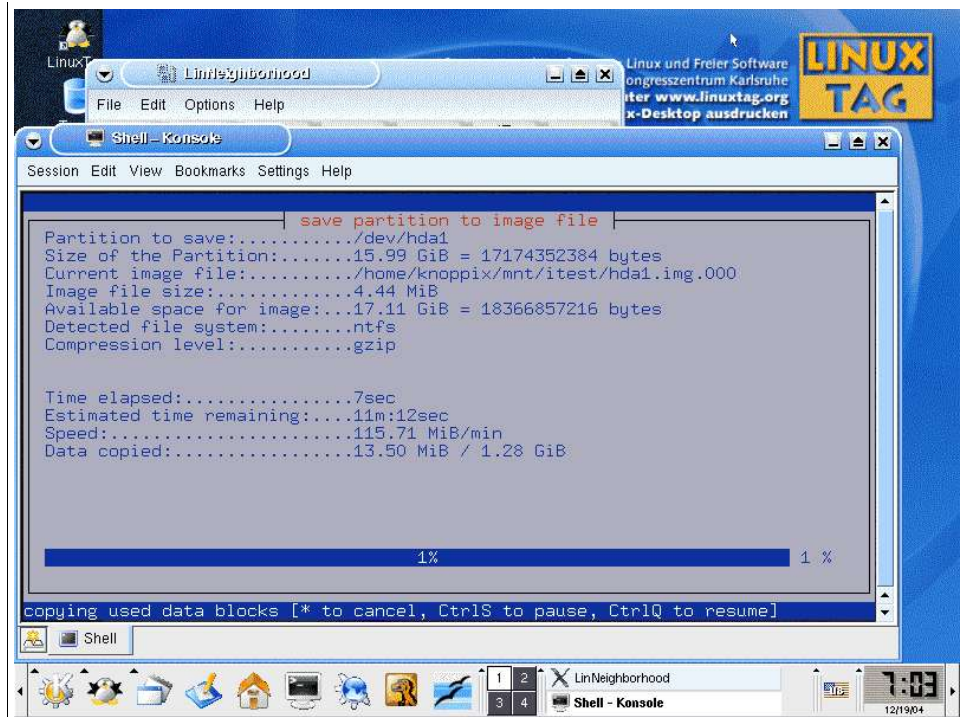 LINUX
TAG
Linux und Freier Software
ongresszentrum Karlsruhe
ter www.linuxtag.org
x-Desktop ausdrucken
LinuxT
LinNeighborhood
File Edit Options Help
Shell – Konsole
Session Edit View Bookmarks Settings Help
save partition to image file
Partition to save:...........​/dev/hda1
Size of the Partition:.......15.99 GiB = 17174352384 bytes
Current image file:........../home/knoppix/mnt/itest/hda1.img.000
Image file size:.............4.44 MiB
Available space for image:...17.11 GiB = 18366857216 bytes
Detected file system:........ntfs
Compression level:...........gzip
Time elapsed:................7sec
Estimated time remaining:....11m:12sec
Speed:.......................115.71 MiB/min
Data copied:.................13.50 MiB / 1.28 GiB
1% 1 %
copying used data blocks [* to cancel, CtrlS to pause, CtrlQ to resume]
Shell
1 2
3 4
LinNeighborhood
Shell - Konsole
7:03
12/19/04